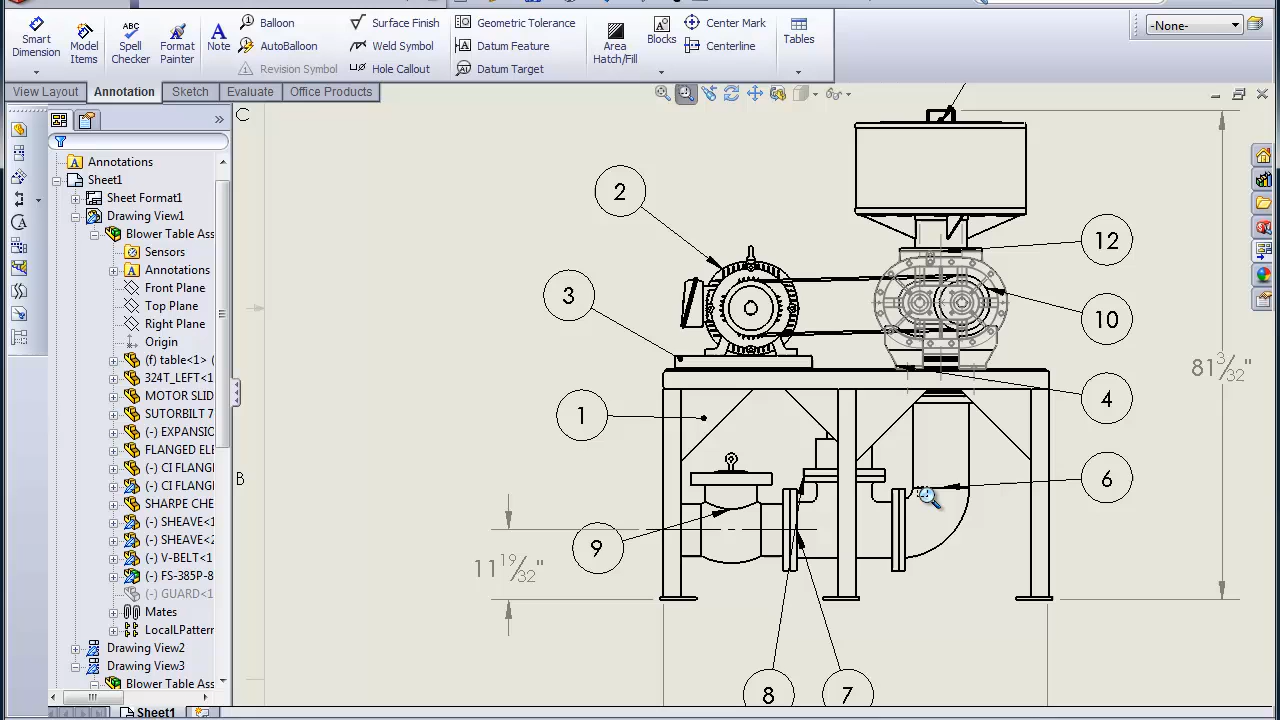 Smart Dimension
Model Items
Spell Checker
Format Painter
Note
Balloon
AutoBalloon
Revision Symbol
Surface Finish
Weld Symbol
Hole Callout
Geometric Tolerance
Datum Feature
Datum Target
Area Hatch/Fill
Blocks
Center Mark
Centerline
Tables
-None-
View Layout
Annotation
Sketch
Evaluate
Office Products
Annotations
Sheet1
Sheet Format1
Drawing View1
Blower Table Ass
Sensors
Annotations
Front Plane
Top Plane
Right Plane
Origin
(f) table<1>
324T_LEFT<1
MOTOR SLID
SUTORBILT 7
(-) EXPANSIO
FLANGED ELE
(-) CI FLANGE
(-) CI FLANGE
SHARPE CHE
(-) SHEAVE<1
(-) SHEAVE<2
(-) V-BELT<1
(-) FS-385P-8
(-) GUARD<1
Mates
LocalLPattern
Drawing View2
Drawing View3
Blower Table Ass
Sheet1
C
B
2
12
3
10
81 3/32"
4
1
6
9
11 19/32"
8
7